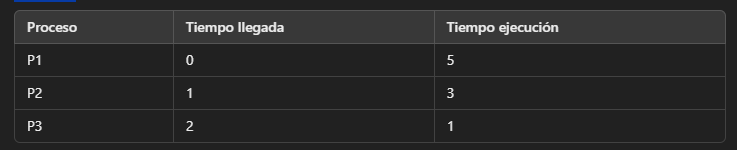 Proceso Tiempo llegada Tiempo ejecución
P1 0 5
P2 1 3
P3 2 1